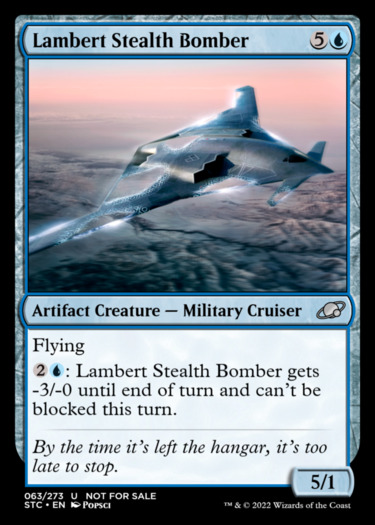 Lambert Stealth Bomber 5
Artifact Creature — Military Cruiser
Flying
2: Lambert Stealth Bomber gets
-3/-0 until end of turn and can't be
blocked this turn.
By the time it's left the hangar, it's too
late to stop.
5/1
063/273 U NOT FOR SALE
STC • EN Popsci
™ & © 2022 Wizards of the Coast